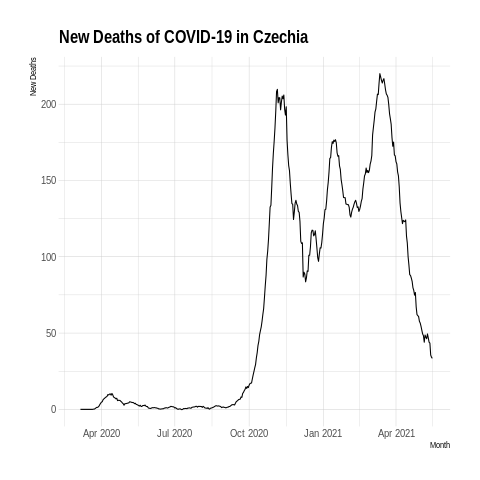 New Deaths of COVID-19 in Czechia
New Deaths
200
150
100
50
0
Apr 2020 Jul 2020 Oct 2020 Jan 2021 Apr 2021
Month